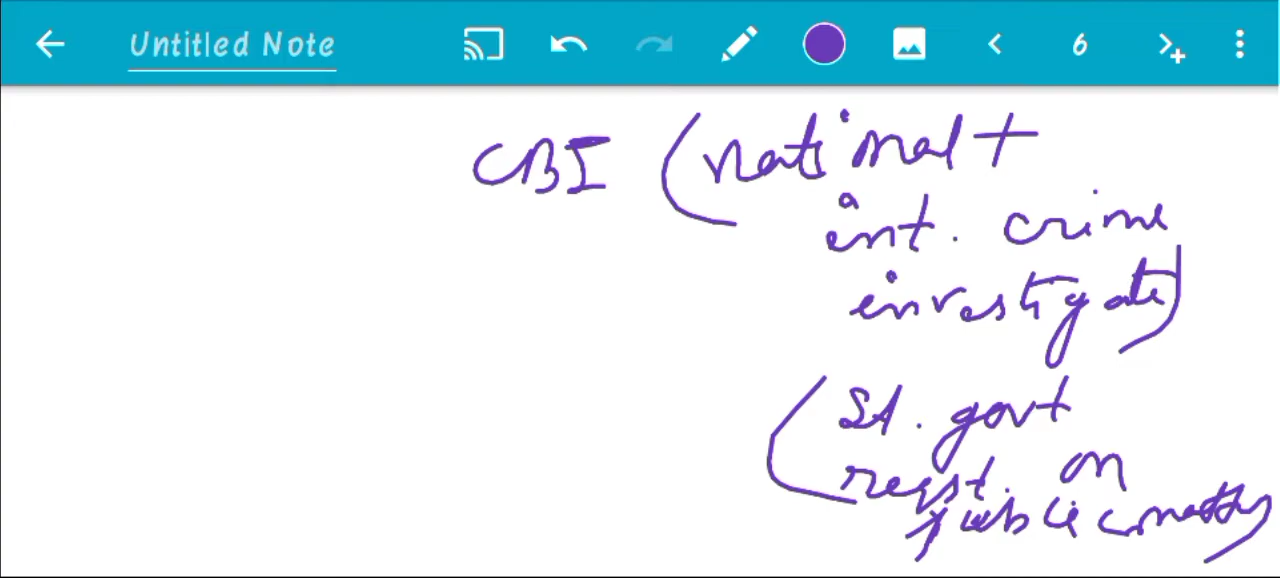 Untitled Note
6
CBI (national +
int. crime
investigate)
(St. govt
reqst. on
public matter)